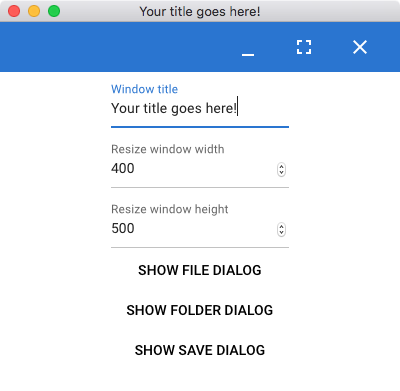 Your title goes here!
Window title
Your title goes here!
Resize window width
400
Resize window height
500
SHOW FILE DIALOG
SHOW FOLDER DIALOG
SHOW SAVE DIALOG